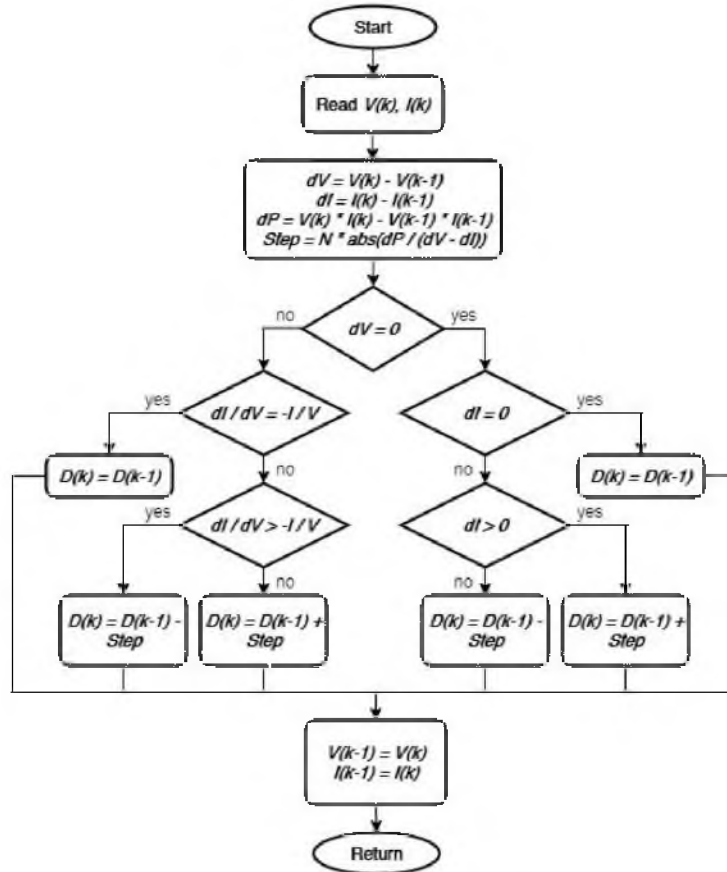 Start
Read V(k), I(k)
dV = V(k) - V(k-1)
dI = I(k) - I(k-1)
dP = V(k) * I(k) - V(k-1) * I(k-1)
Step = N * abs(dP / (dV - dI))
no
dV = 0
yes
yes
dI / dV = -I / V
dI = 0
yes
D(k) = D(k-1)
no
no
D(k) = D(k-1)
yes
dI / dV > -I / V
dI > 0
yes
no
no
D(k) = D(k-1) -
Step
D(k) = D(k-1) +
Step
D(k) = D(k-1) -
Step
D(k) = D(k-1) +
Step
V(k-1) = V(k)
I(k-1) = I(k)
Return